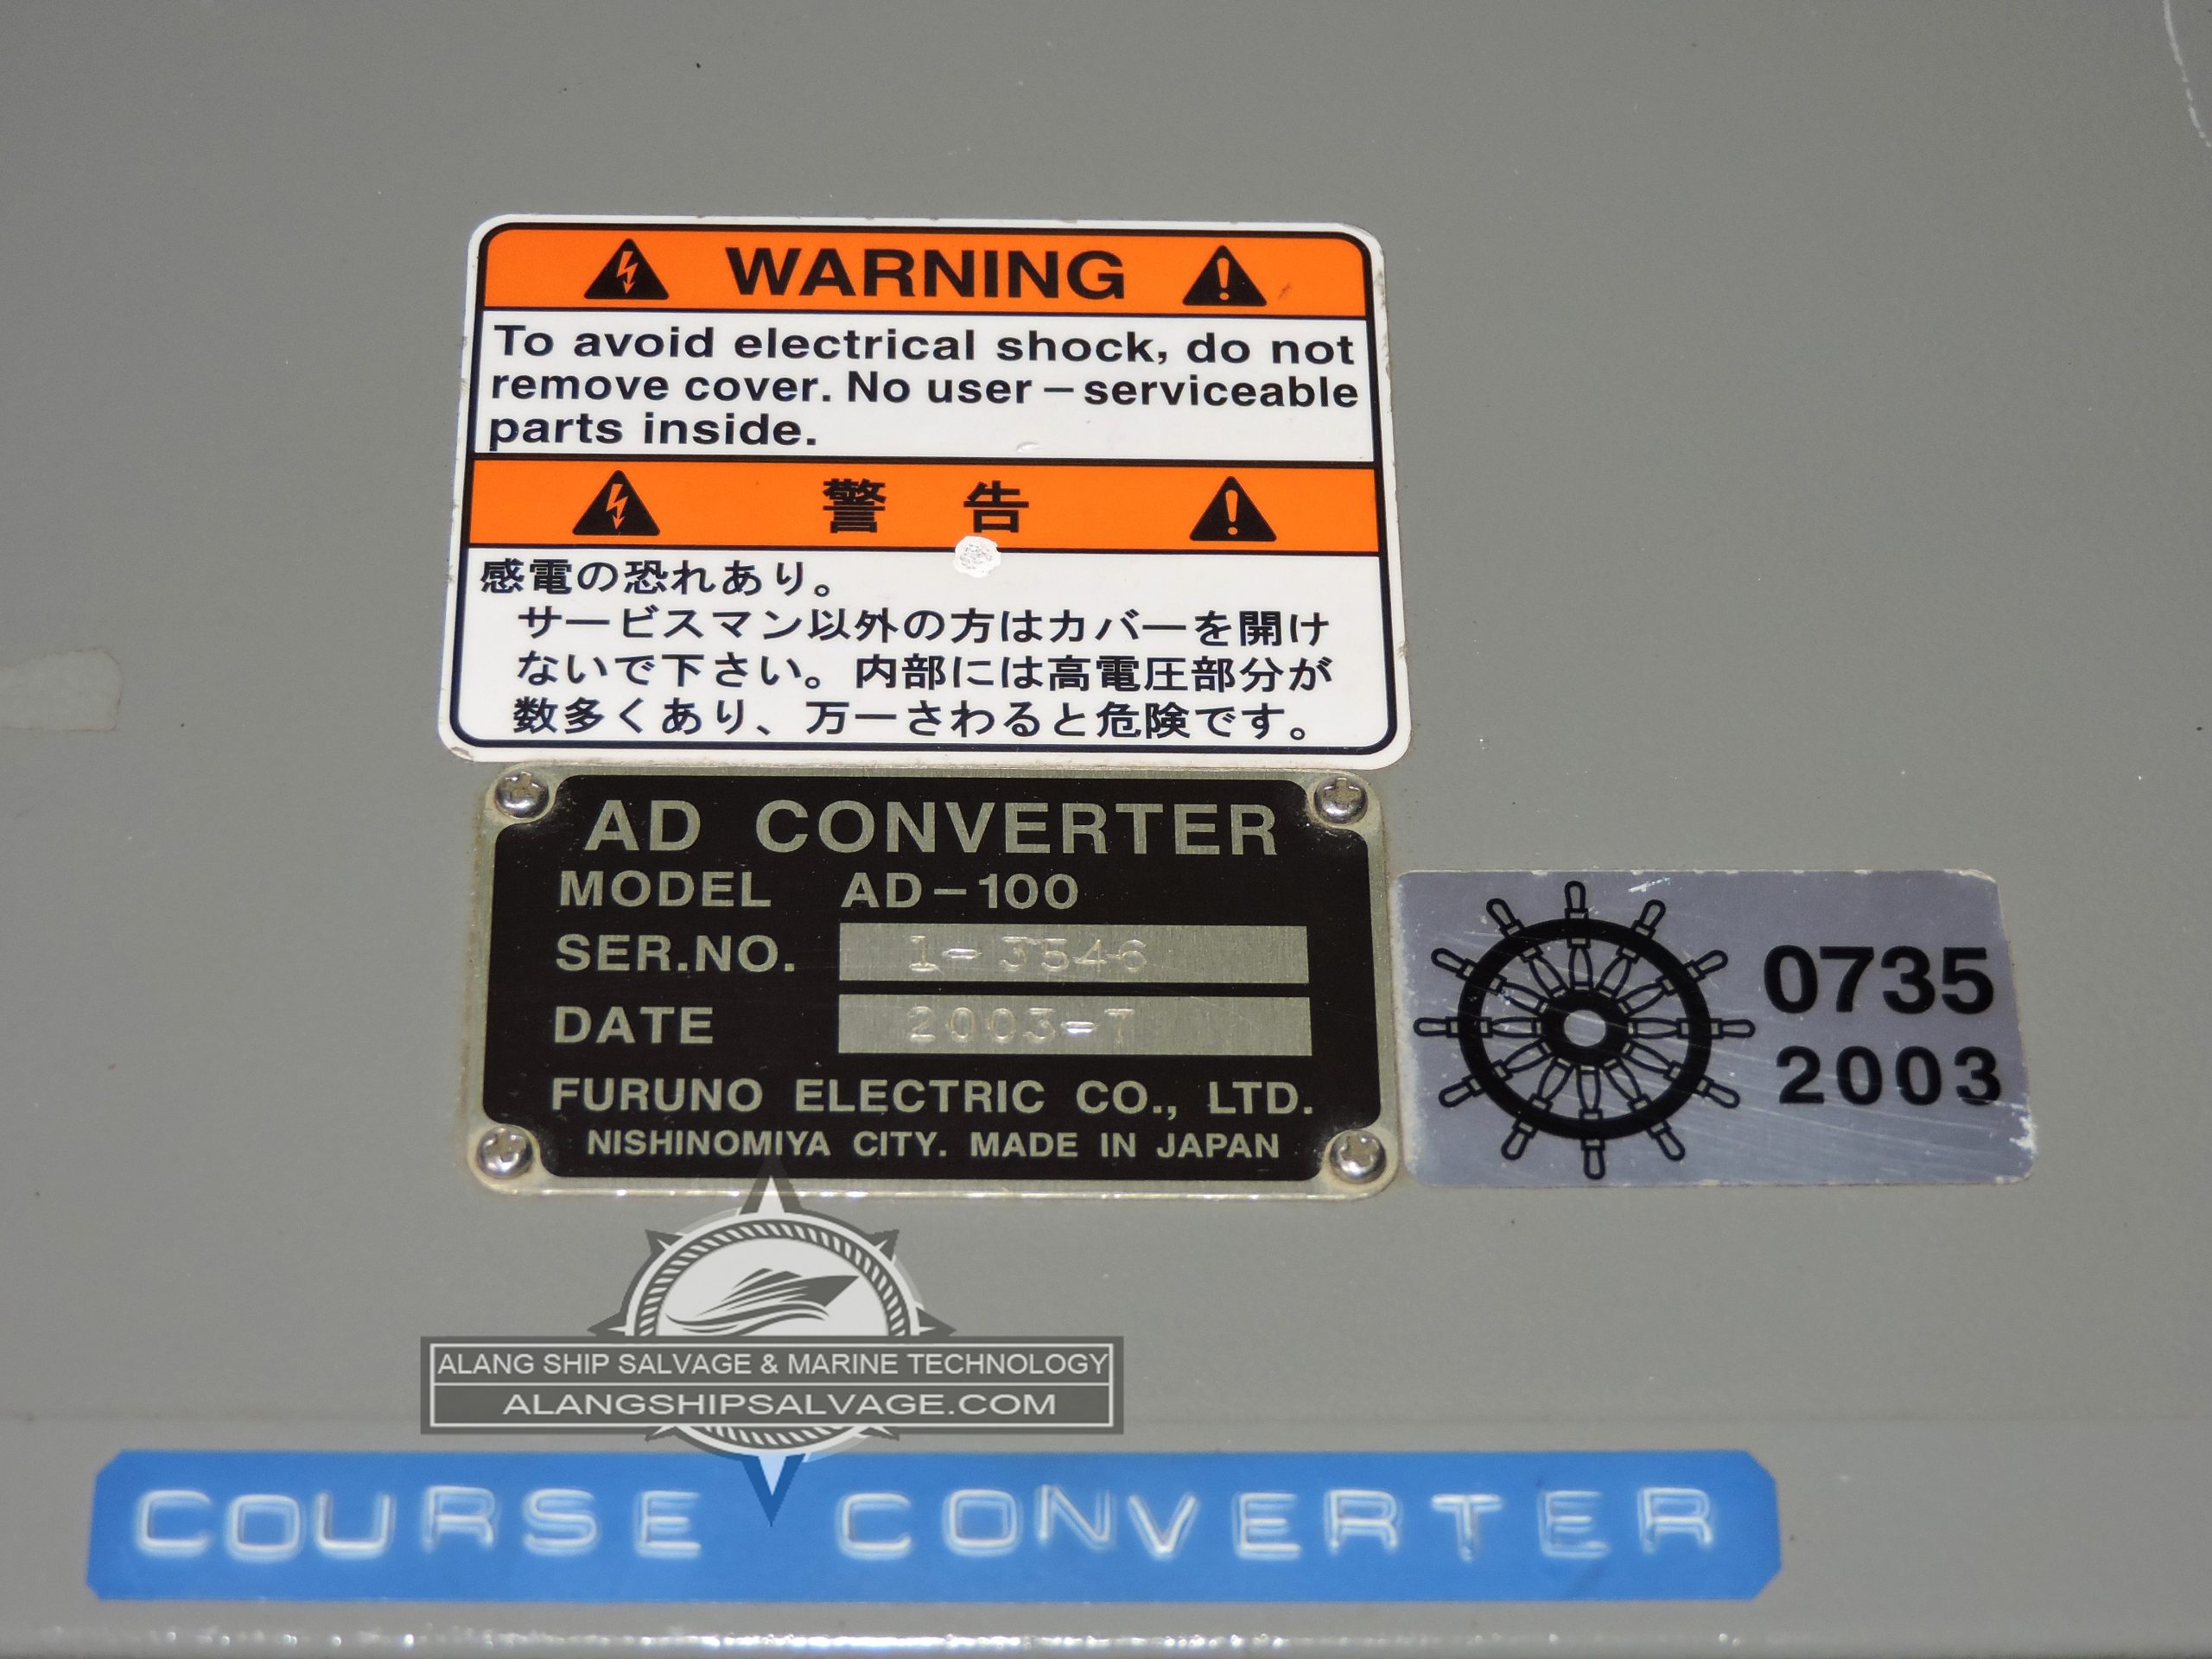 WARNING
To avoid electrical shock, do not
remove cover. No user-serviceable
parts inside.
警告
感電の恐れあり。
サービスマン以外の方はカバーを開け
ないで下さい。内部には高電圧部分が
数多くあり、万一さわると危険です。
AD CONVERTER
MODEL AD-100
SER.NO. 1-3546
DATE 2003-7
FURUNO ELECTRIC CO., LTD.
NISHINOMIYA CITY. MADE IN JAPAN
0735
2003
ALANG SHIP SALVAGE & MARINE TECHNOLOGY
ALANGSHIPSALVAGE.COM
COURSE CONVERTER